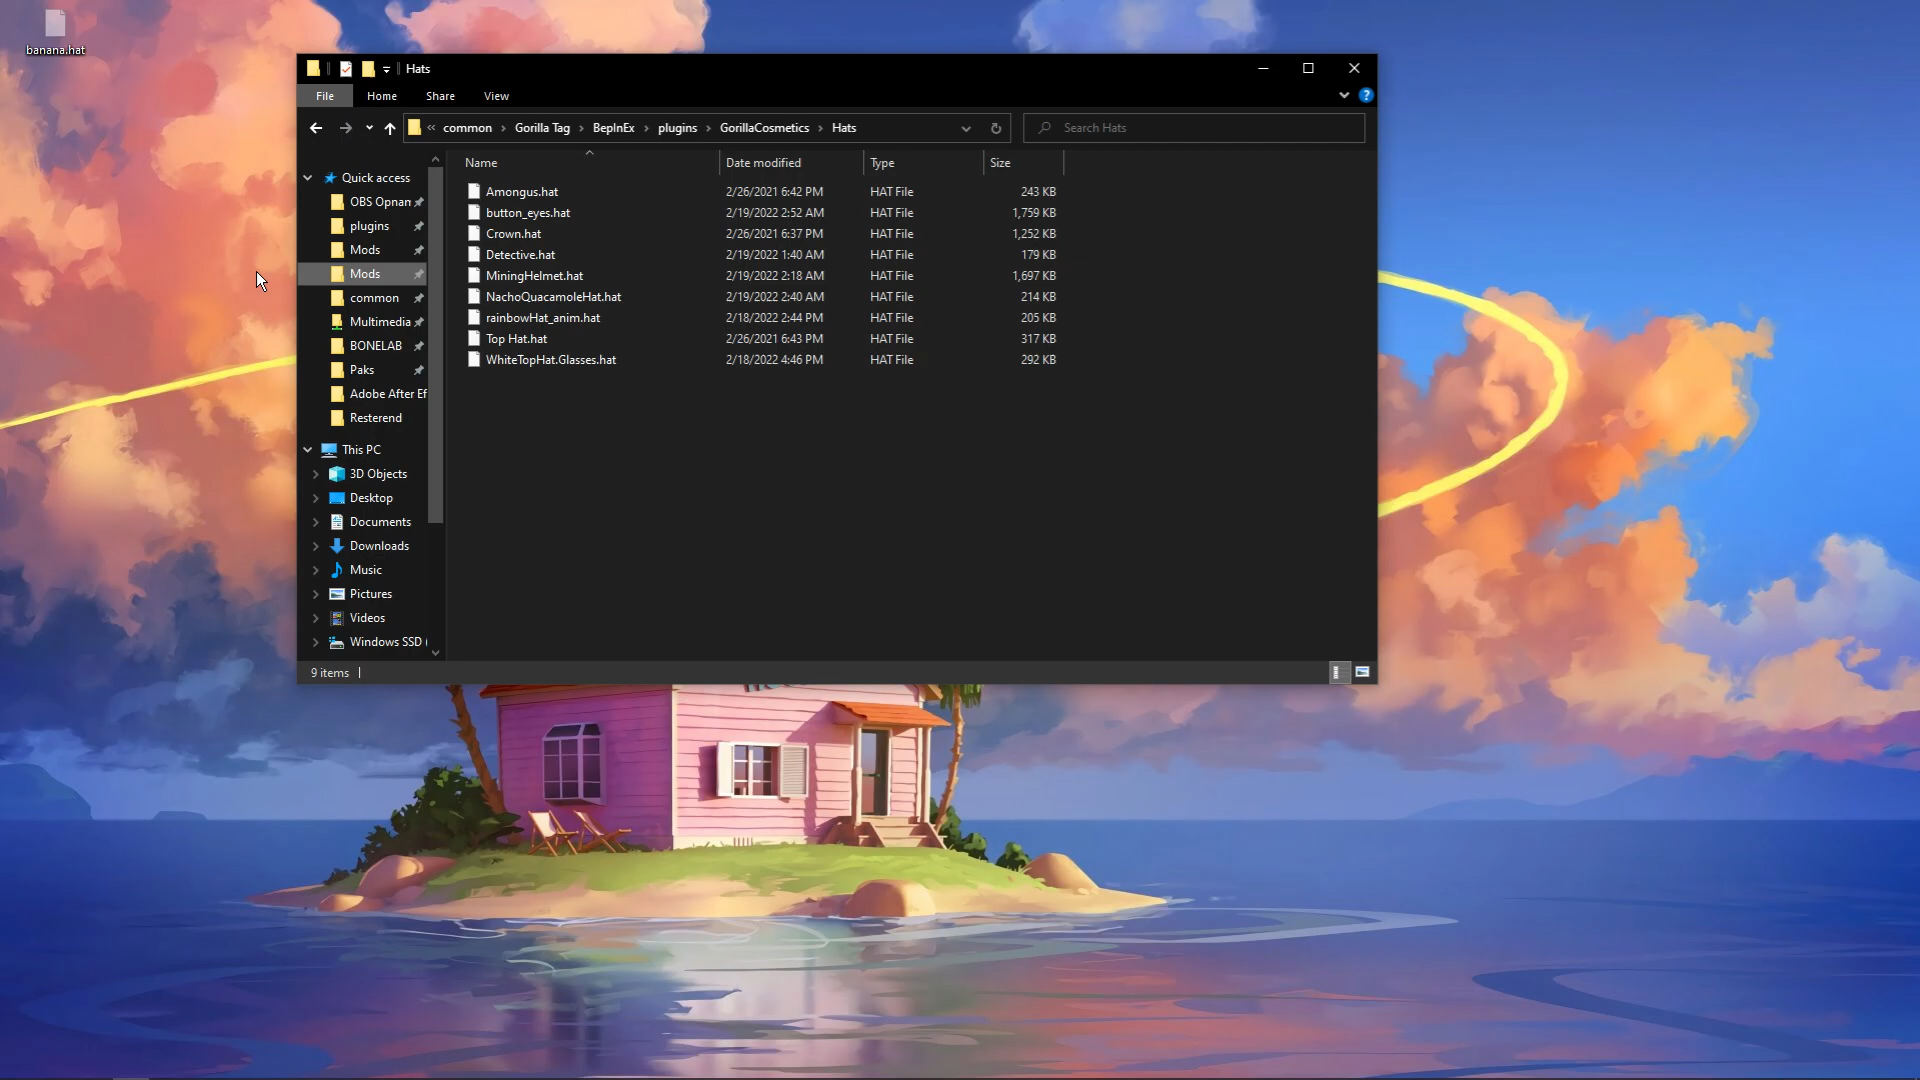 banana.hat
Hats
File Home Share View
« common › Gorilla Tag › BepInEx › plugins › GorillaCosmetics › Hats
Search Hats
Name Date modified Type Size
Quick access
OBS Opnam
plugins
Mods
Mods
common
Multimedia
BONELAB
Paks
Adobe After Ef
Resterend
This PC
3D Objects
Desktop
Documents
Downloads
Music
Pictures
Videos
Windows SSD (
Amongus.hat 2/26/2021 6:42 PM HAT File 243 KB
button_eyes.hat 2/19/2022 2:52 AM HAT File 1,759 KB
Crown.hat 2/26/2021 6:37 PM HAT File 1,252 KB
Detective.hat 2/19/2022 1:40 AM HAT File 179 KB
MiningHelmet.hat 2/19/2022 2:18 AM HAT File 1,697 KB
NachoQuacamoleHat.hat 2/19/2022 2:40 AM HAT File 214 KB
rainbowHat_anim.hat 2/18/2022 2:44 PM HAT File 205 KB
Top Hat.hat 2/26/2021 6:43 PM HAT File 317 KB
WhiteTopHat.Glasses.hat 2/18/2022 4:46 PM HAT File 292 KB
9 items